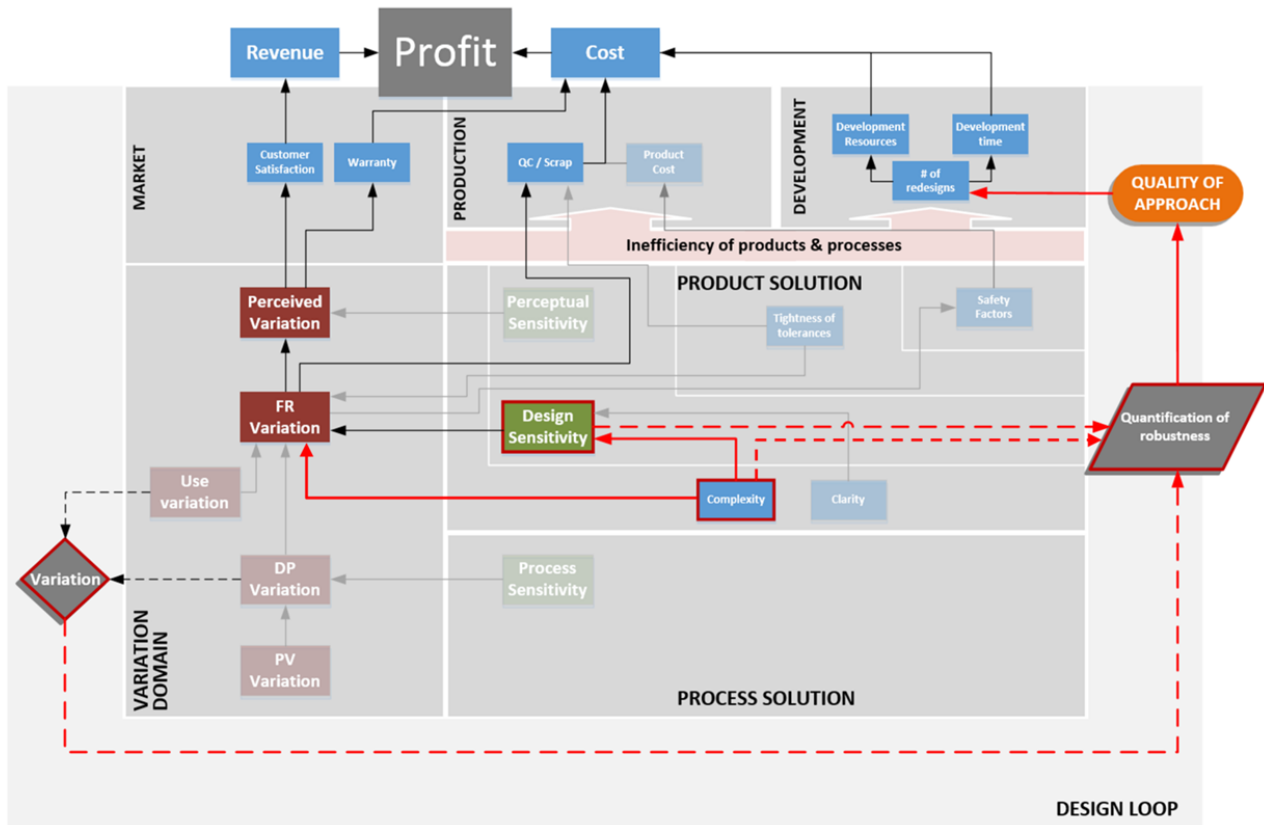 Revenue
Profit
Cost
MARKET
Customer
Satisfaction
Warranty
PRODUCTION
QC / Scrap
Product
Cost
DEVELOPMENT
Development
Resources
Development
time
# of
redesigns
QUALITY OF
APPROACH
Inefficiency of products & processes
PRODUCT SOLUTION
Perceived
Variation
Perceptual
Sensitivity
Tightness of
tolerances
Safety
Factors
FR
Variation
Design
Sensitivity
Quantification of
robustness
Use
variation
Complexity
Clarity
Variation
DP
Variation
Process
Sensitivity
VARIATION
DOMAIN
PV
Variation
PROCESS SOLUTION
DESIGN LOOP